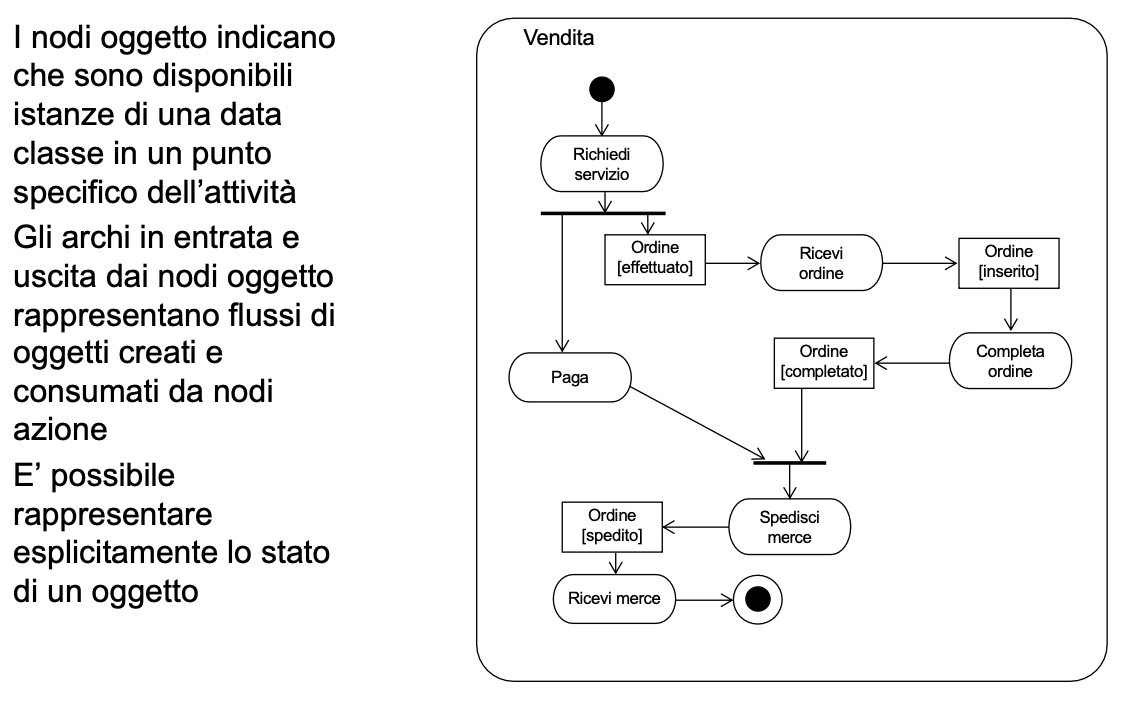 I nodi oggetto indicano
che sono disponibili
istanze di una data
classe in un punto
specifico dell’attività
Gli archi in entrata e
uscita dai nodi oggetto
rappresentano flussi di
oggetti creati e
consumati da nodi
azione
E’ possibile
rappresentare
esplicitamente lo stato
di un oggetto
Vendita
Richiedi
servizio
Ordine
[effettuato]
Ricevi
ordine
Ordine
[inserito]
Paga
Ordine
[completato]
Completa
ordine
Ordine
[spedito]
Spedisci
merce
Ricevi merce